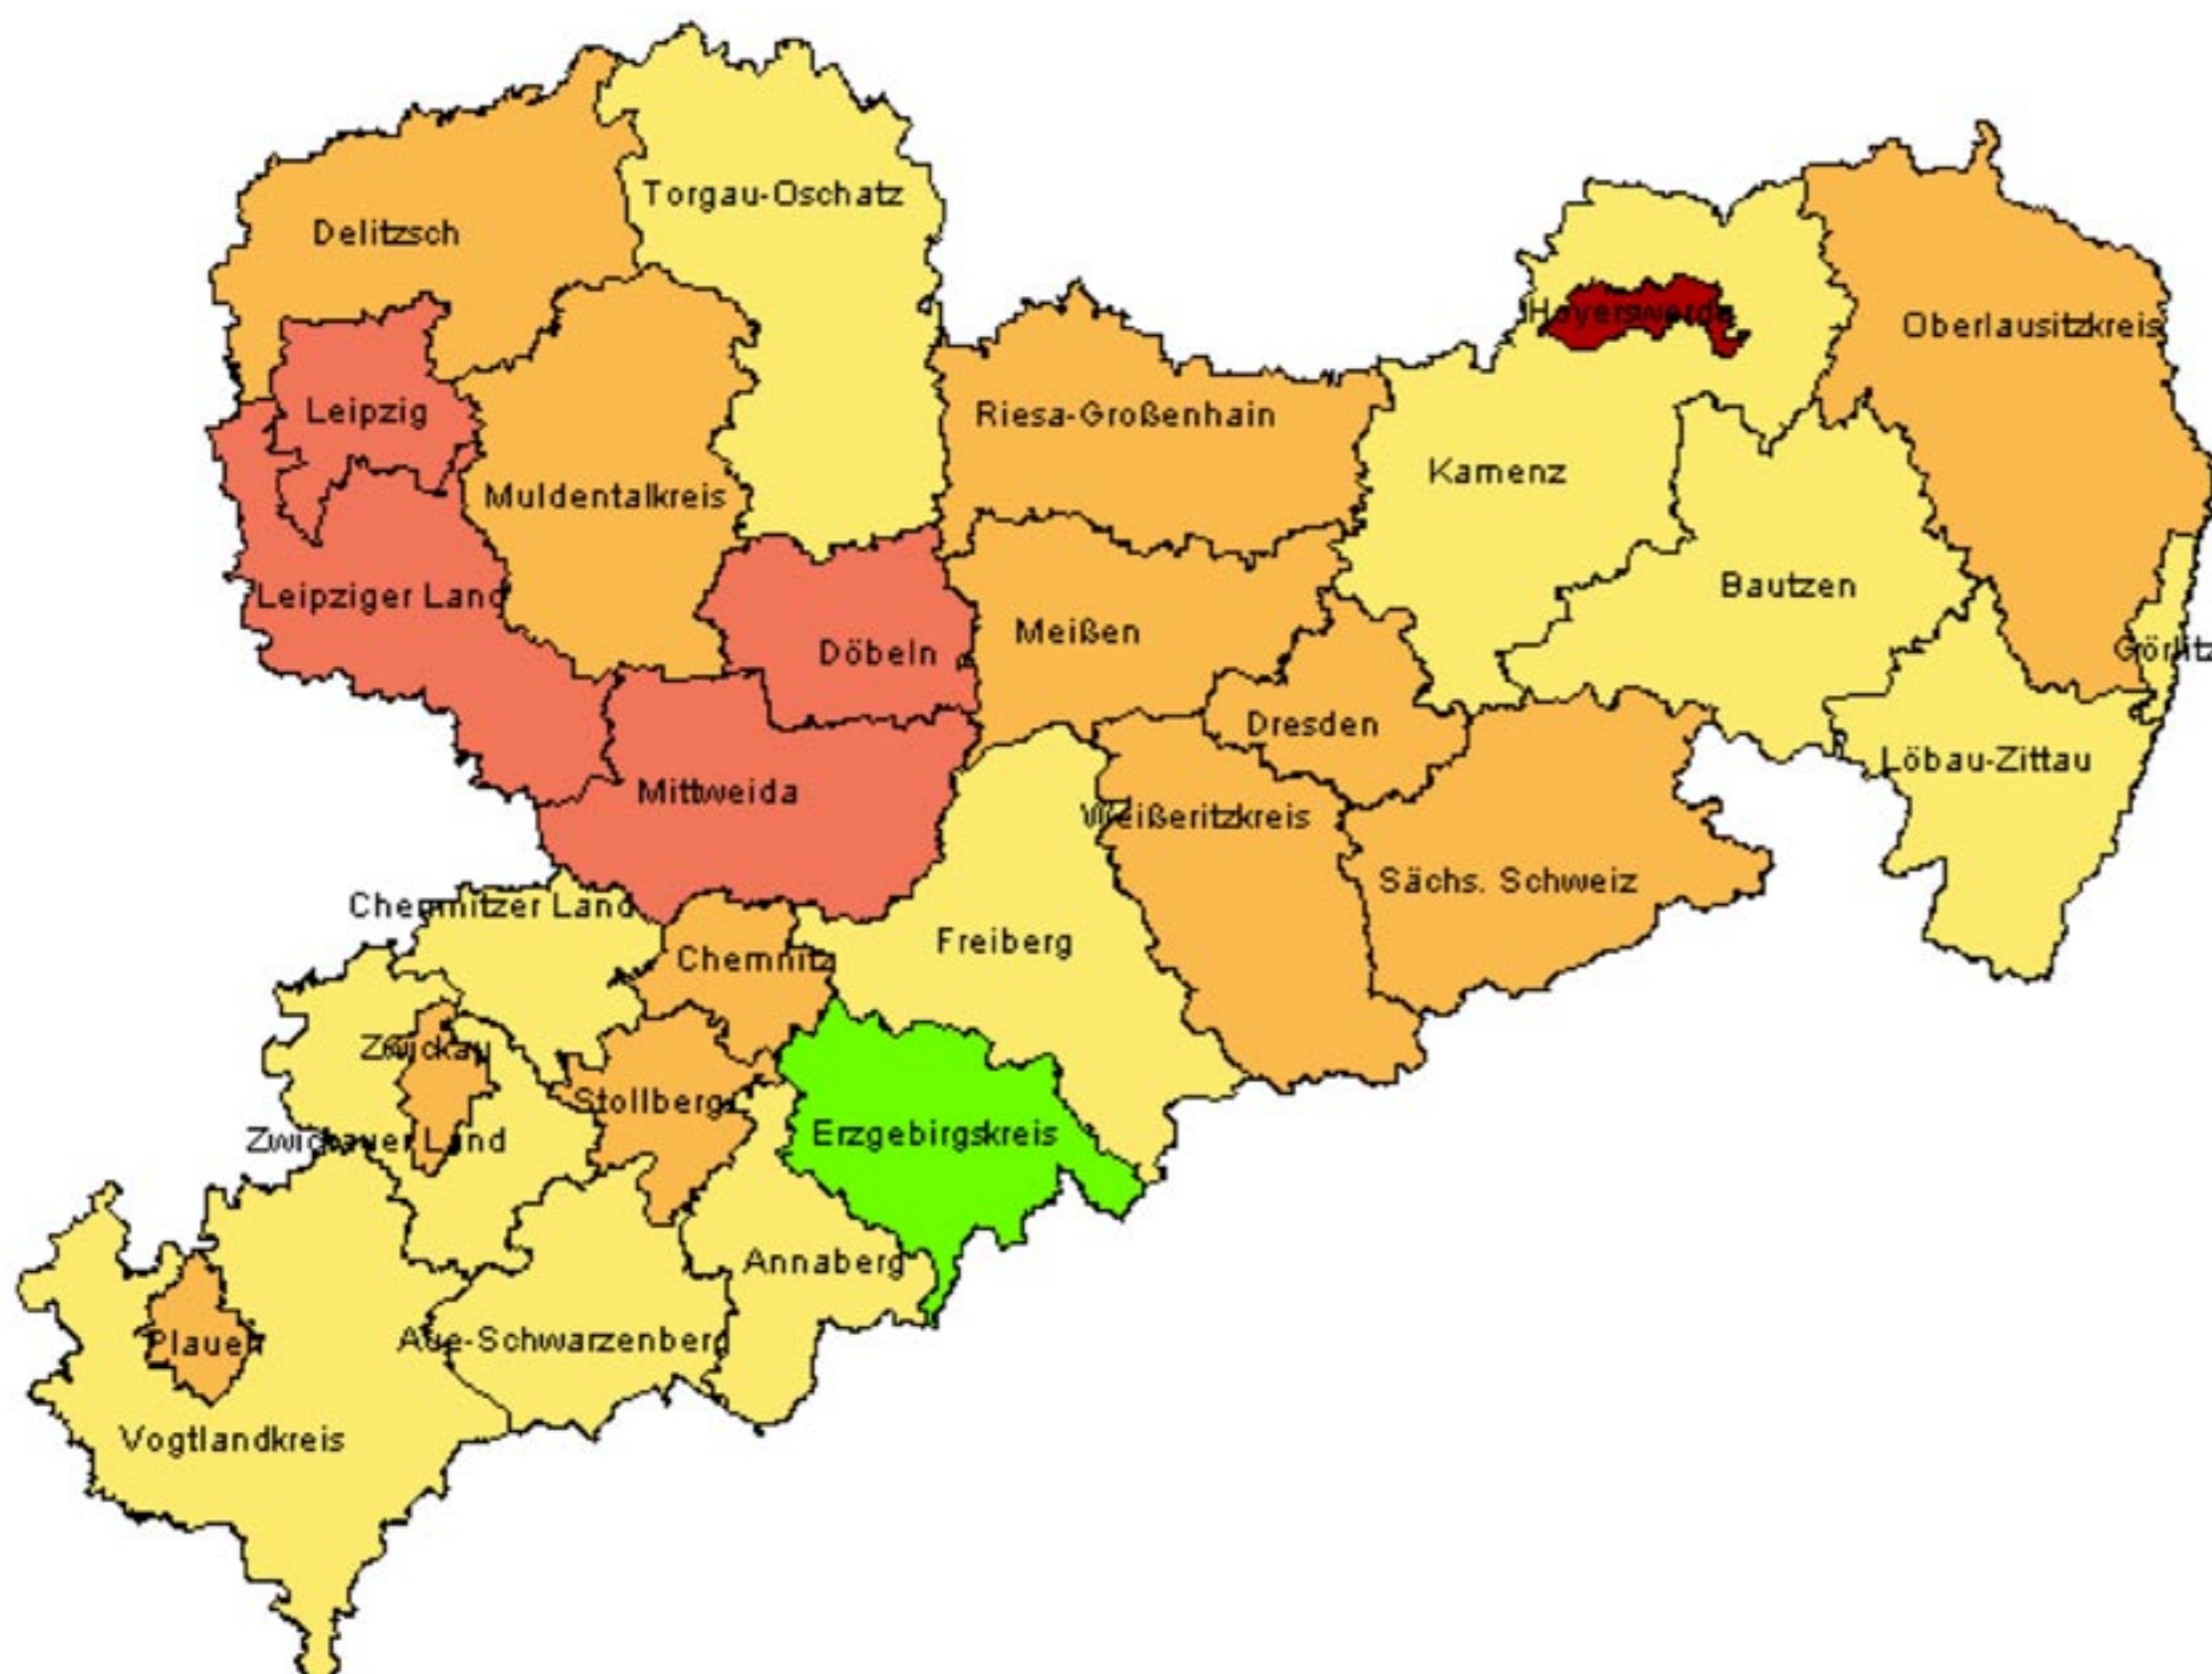 Torgau-Oschatz
Delitzsch
Hoyerswerda
Oberlausitzkreis
Leipzig
Riesa-Großenhain
Kamenz
Muldentalkreis
Bautzen
Leipziger Land
Meißen
Döbeln
Görlitz
Dresden
Löbau-Zittau
Mittweida
Weißeritzkreis
Sächs. Schweiz
Chemnitzer Land
Freiberg
Chemnitz
Zwickau
Stollberg
Erzgebirgskreis
Zwickauer Land
Annaberg
Aue-Schwarzenberg
Plauen
Vogtlandkreis